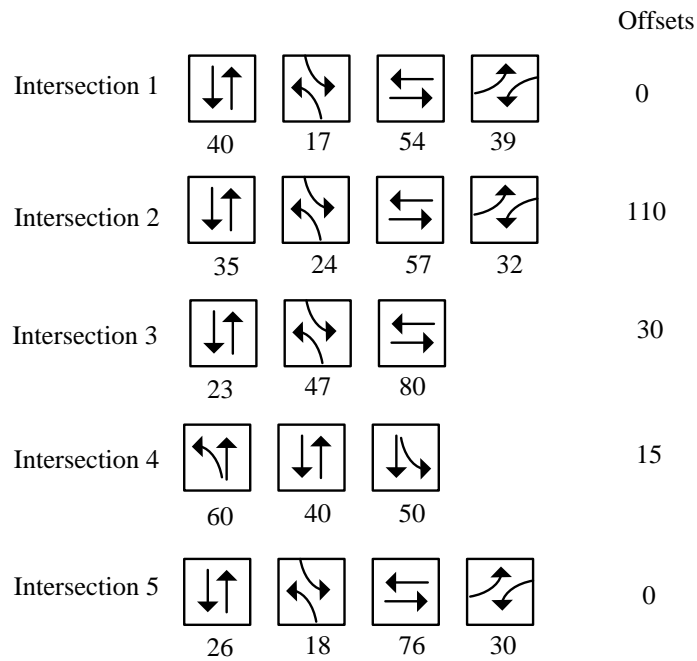 Offsets
Intersection 1 0
40 17 54 39
Intersection 2 110
35 24 57 32
Intersection 3 30
23 47 80
Intersection 4 15
60 40 50
Intersection 5 0
26 18 76 30